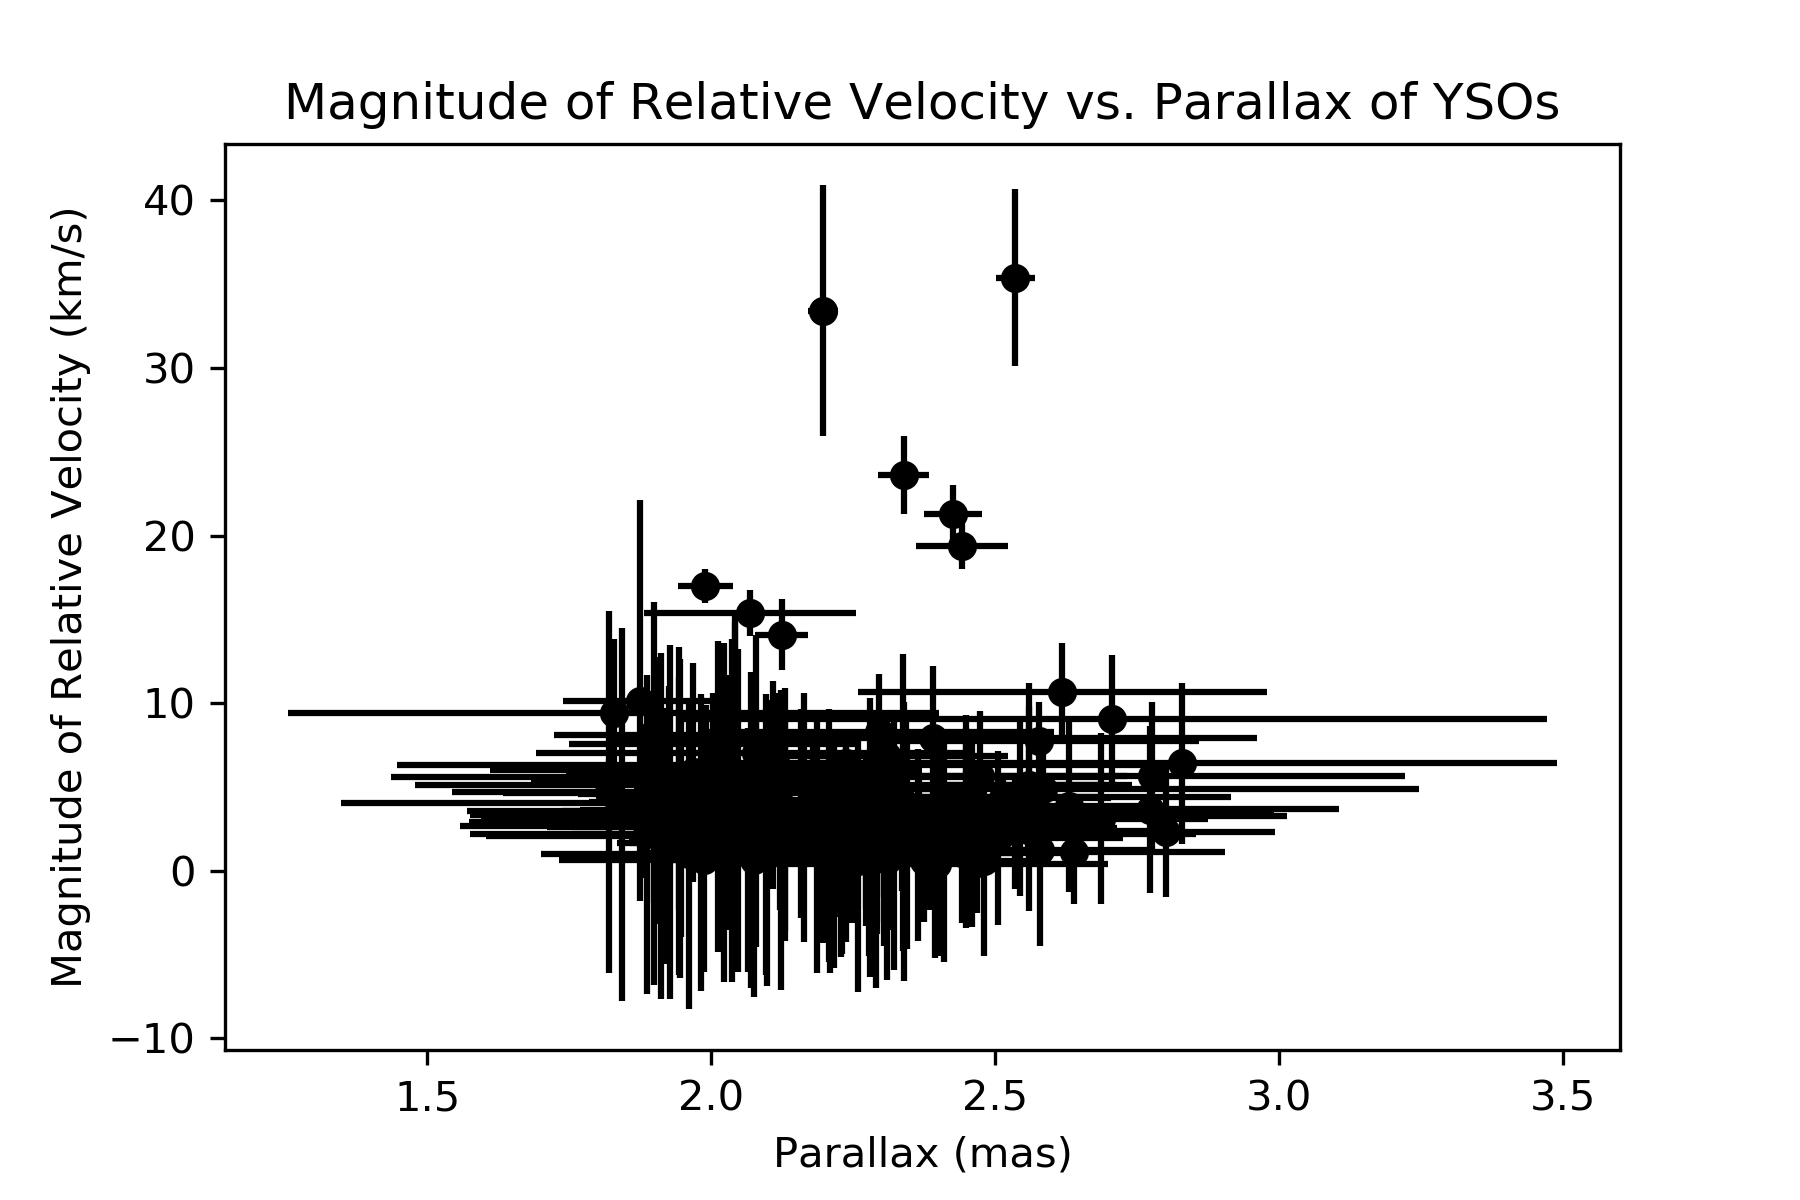 Magnitude of Relative Velocity vs. Parallax of YSOs
Magnitude of Relative Velocity (km/s)
40
30
20
10
0
−10
1.5 2.0 2.5 3.0 3.5
Parallax (mas)